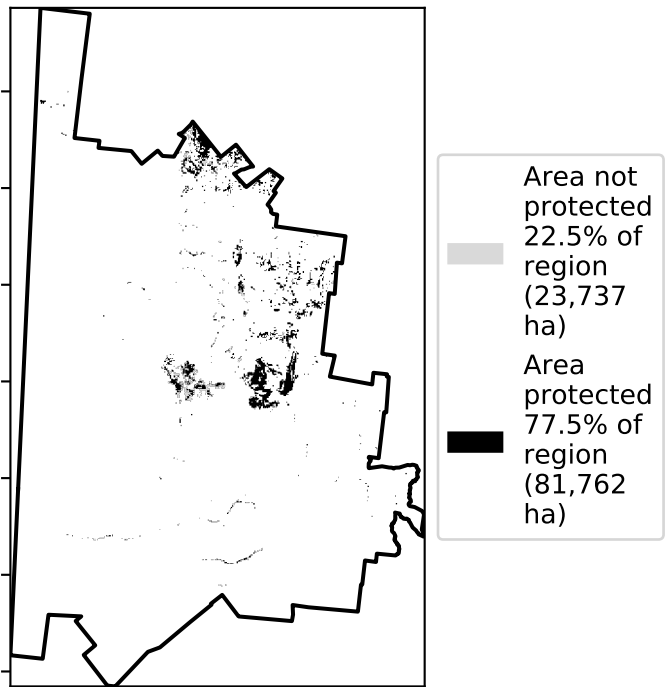 Area not
protected
22.5% of
region
(23,737
ha)
Area
protected
77.5% of
region
(81,762
ha)